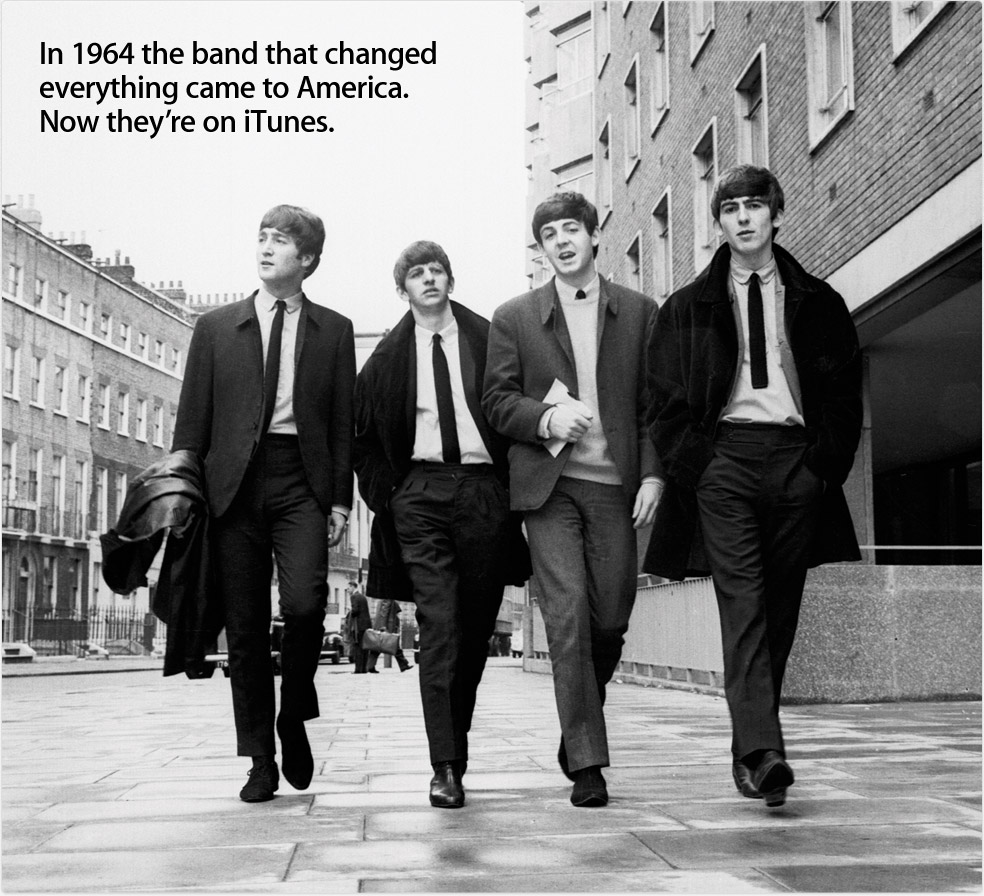 In 1964 the band that changed
everything came to America.
Now they’re on iTunes.